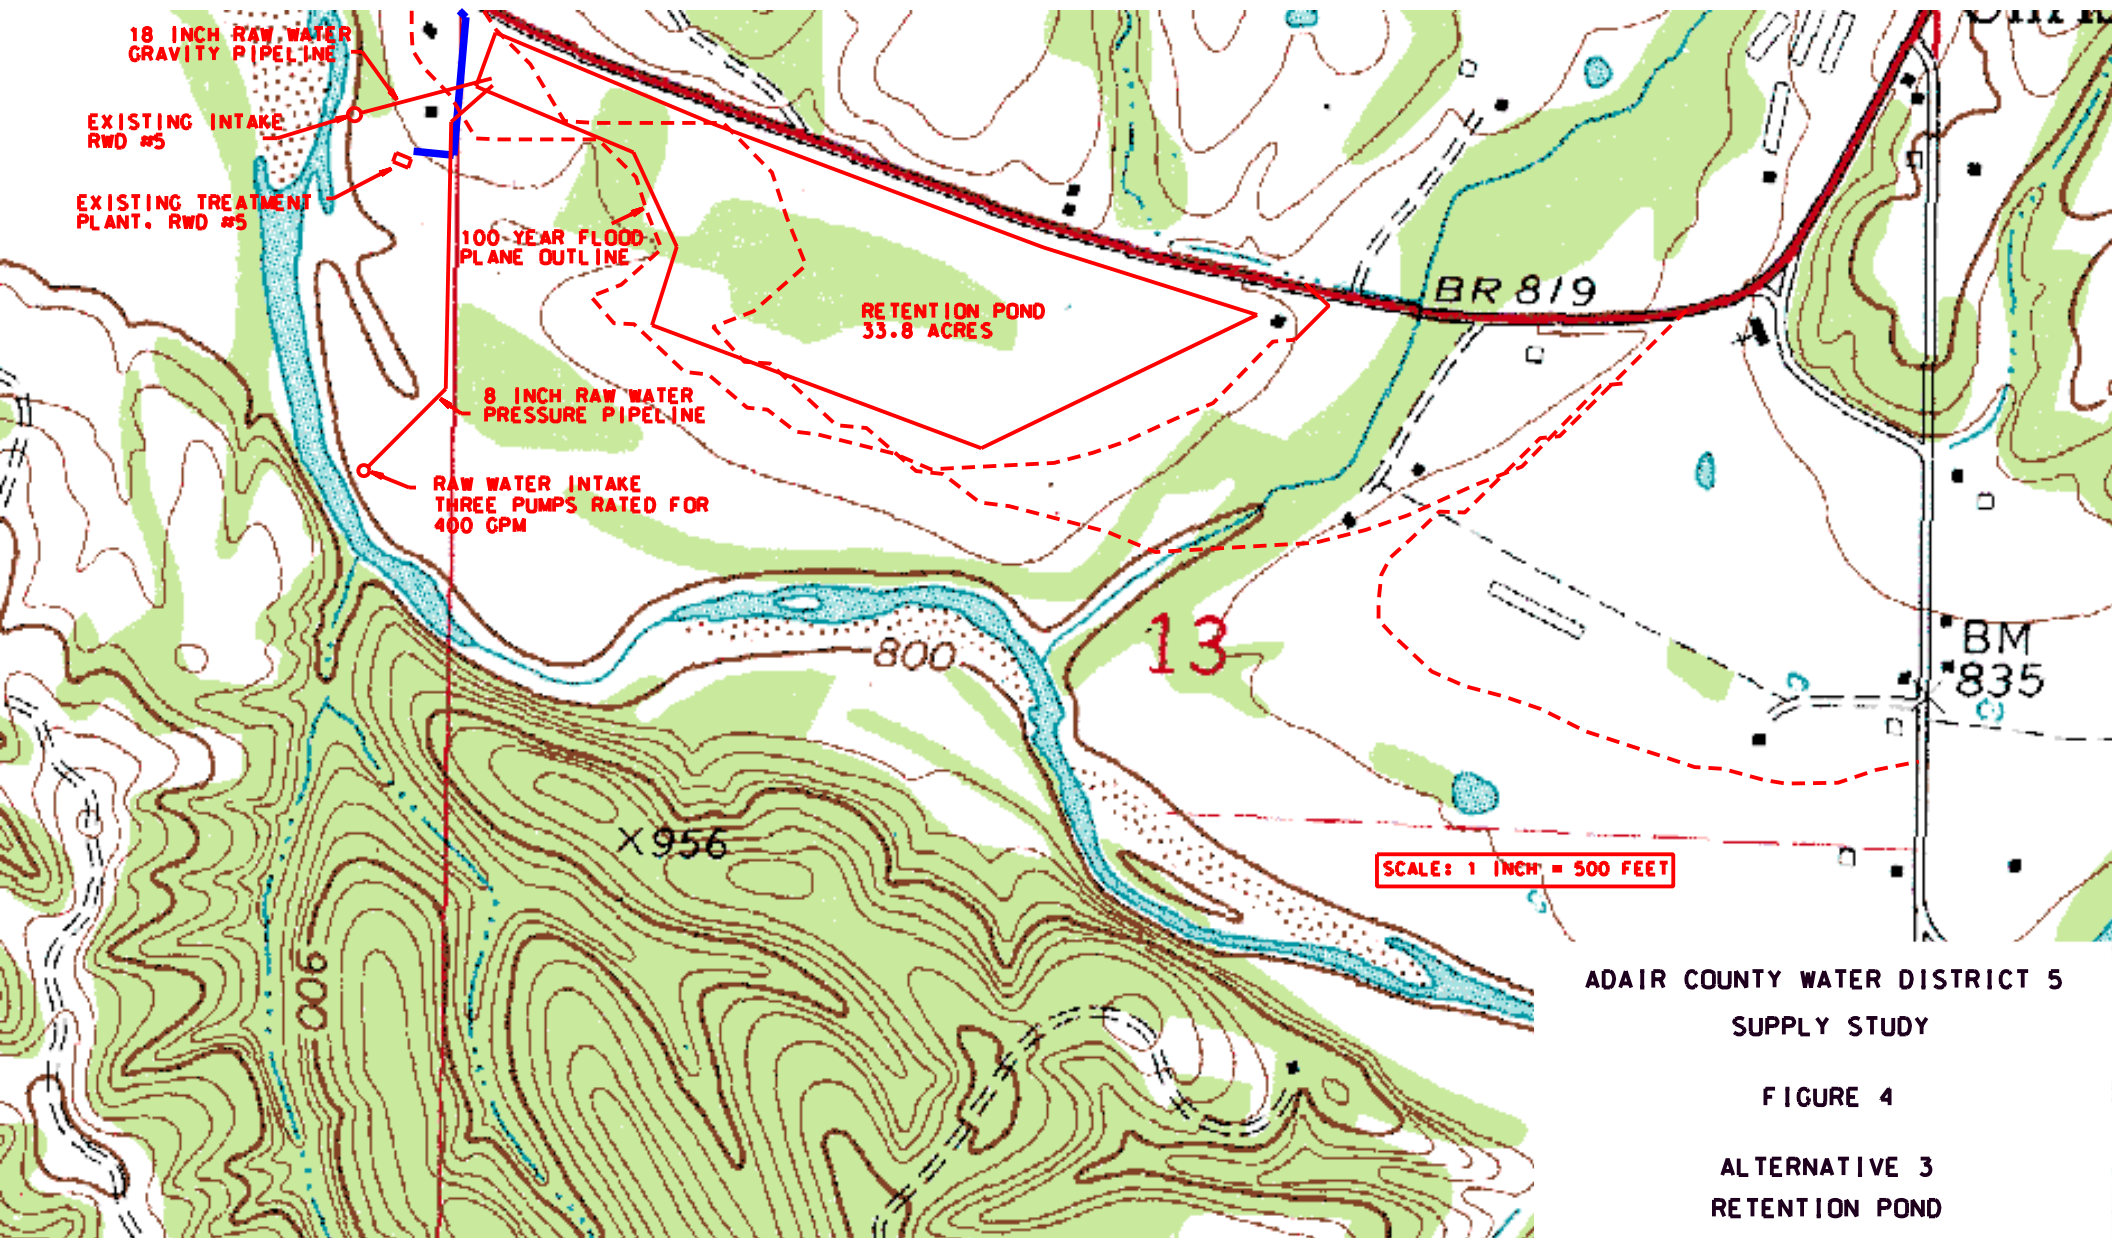 18 INCH RAW WATER
GRAVITY PIPELINE
EXISTING INTAKE
RWD #5
EXISTING TREATMENT
PLANT. RWD #5
100 YEAR FLOOD
PLANE OUTLINE
RETENTION POND
33.8 ACRES
BR 819
8 INCH RAW WATER
PRESSURE PIPELINE
RAW WATER INTAKE
THREE PUMPS RATED FOR
400 GPM
13
800
BM
835
X956
900
SCALE: 1 INCH = 500 FEET
ADAIR COUNTY WATER DISTRICT 5
SUPPLY STUDY
FIGURE 4
ALTERNATIVE 3
RETENTION POND